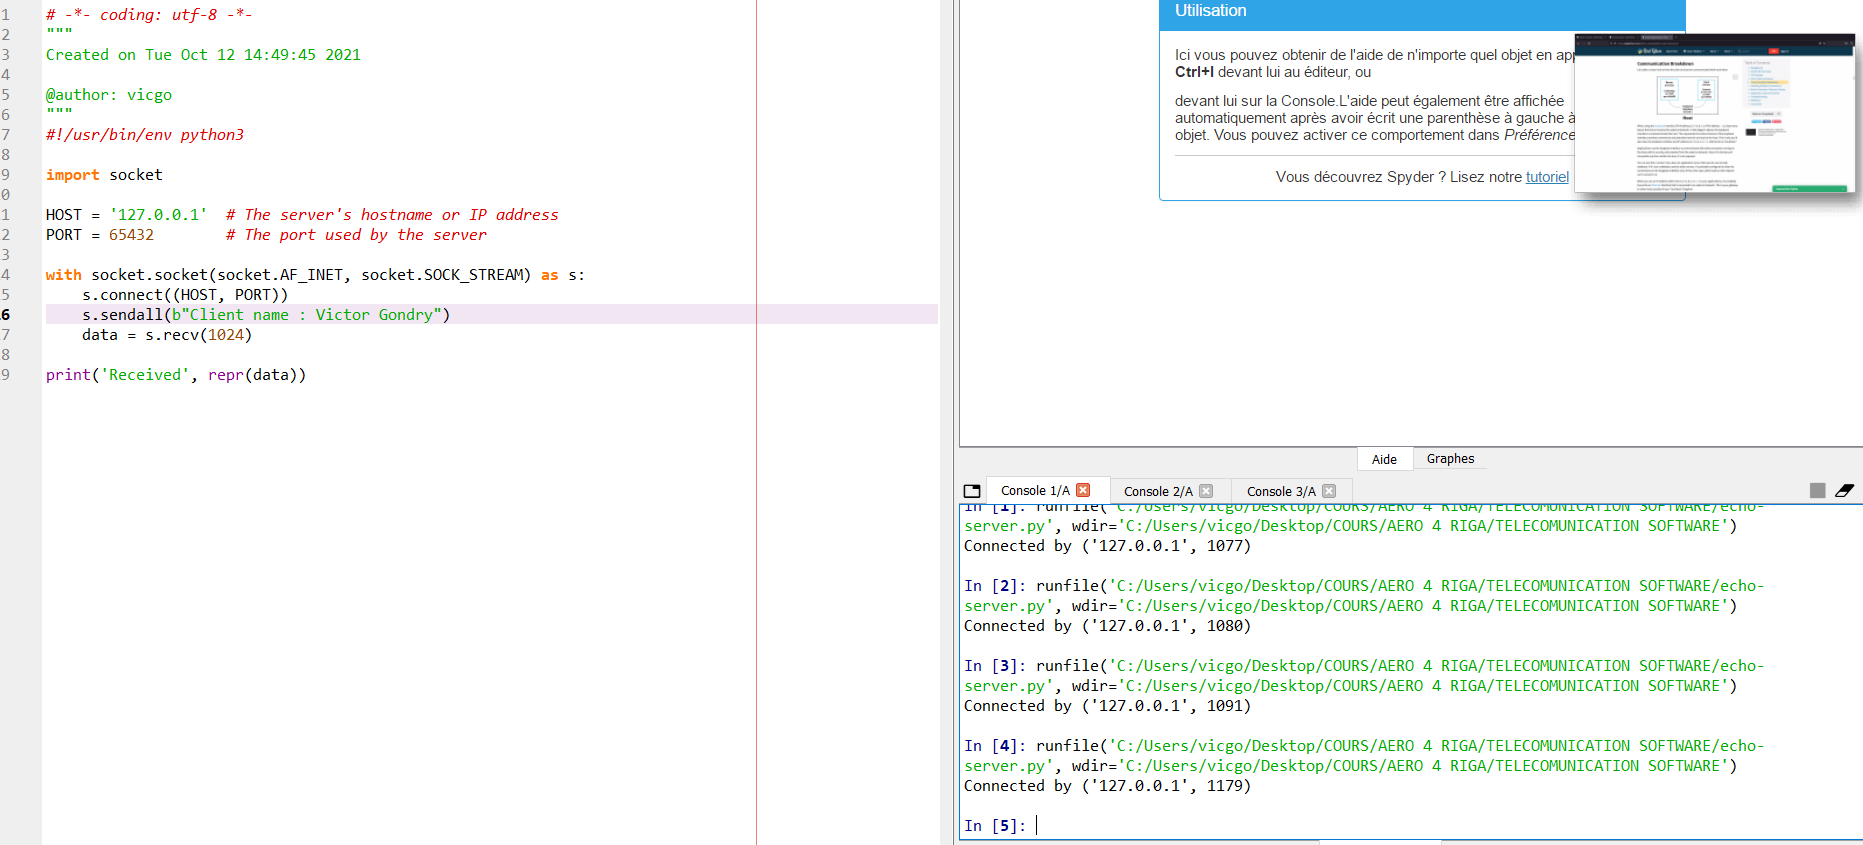 1 # -*- coding: utf-8 -*-
2 """
3 Created on Tue Oct 12 14:49:45 2021
4
5 @author: vicgo
6 """
7 #!/usr/bin/env python3
8
9 import socket
0
1 HOST = '127.0.0.1'  # The server's hostname or IP address
2 PORT = 65432        # The port used by the server
3
4 with socket.socket(socket.AF_INET, socket.SOCK_STREAM) as s:
5     s.connect((HOST, PORT))
6     s.sendall(b"Client name : Victor Gondry")
7     data = s.recv(1024)
8
9 print('Received', repr(data))
Utilisation
Ici vous pouvez obtenir de l'aide de n'importe quel objet en app
Ctrl+I devant lui au éditeur, ou
devant lui sur la Console.L'aide peut également être affichée
automatiquement après avoir écrit une parenthèse à gauche à
objet. Vous pouvez activer ce comportement dans Préférence
Vous découvrez Spyder ? Lisez notre tutoriel
Communication Breakdown
Aide Graphes
Console 1/A Console 2/A Console 3/A
In [1]: runfile('C:/Users/vicgo/Desktop/COURS/AERO 4 RIGA/TELECOMUNICATION SOFTWARE/echo-
server.py', wdir='C:/Users/vicgo/Desktop/COURS/AERO 4 RIGA/TELECOMUNICATION SOFTWARE')
Connected by ('127.0.0.1', 1077)
In [2]: runfile('C:/Users/vicgo/Desktop/COURS/AERO 4 RIGA/TELECOMUNICATION SOFTWARE/echo-
server.py', wdir='C:/Users/vicgo/Desktop/COURS/AERO 4 RIGA/TELECOMUNICATION SOFTWARE')
Connected by ('127.0.0.1', 1080)
In [3]: runfile('C:/Users/vicgo/Desktop/COURS/AERO 4 RIGA/TELECOMUNICATION SOFTWARE/echo-
server.py', wdir='C:/Users/vicgo/Desktop/COURS/AERO 4 RIGA/TELECOMUNICATION SOFTWARE')
Connected by ('127.0.0.1', 1091)
In [4]: runfile('C:/Users/vicgo/Desktop/COURS/AERO 4 RIGA/TELECOMUNICATION SOFTWARE/echo-
server.py', wdir='C:/Users/vicgo/Desktop/COURS/AERO 4 RIGA/TELECOMUNICATION SOFTWARE')
Connected by ('127.0.0.1', 1179)
In [5]: